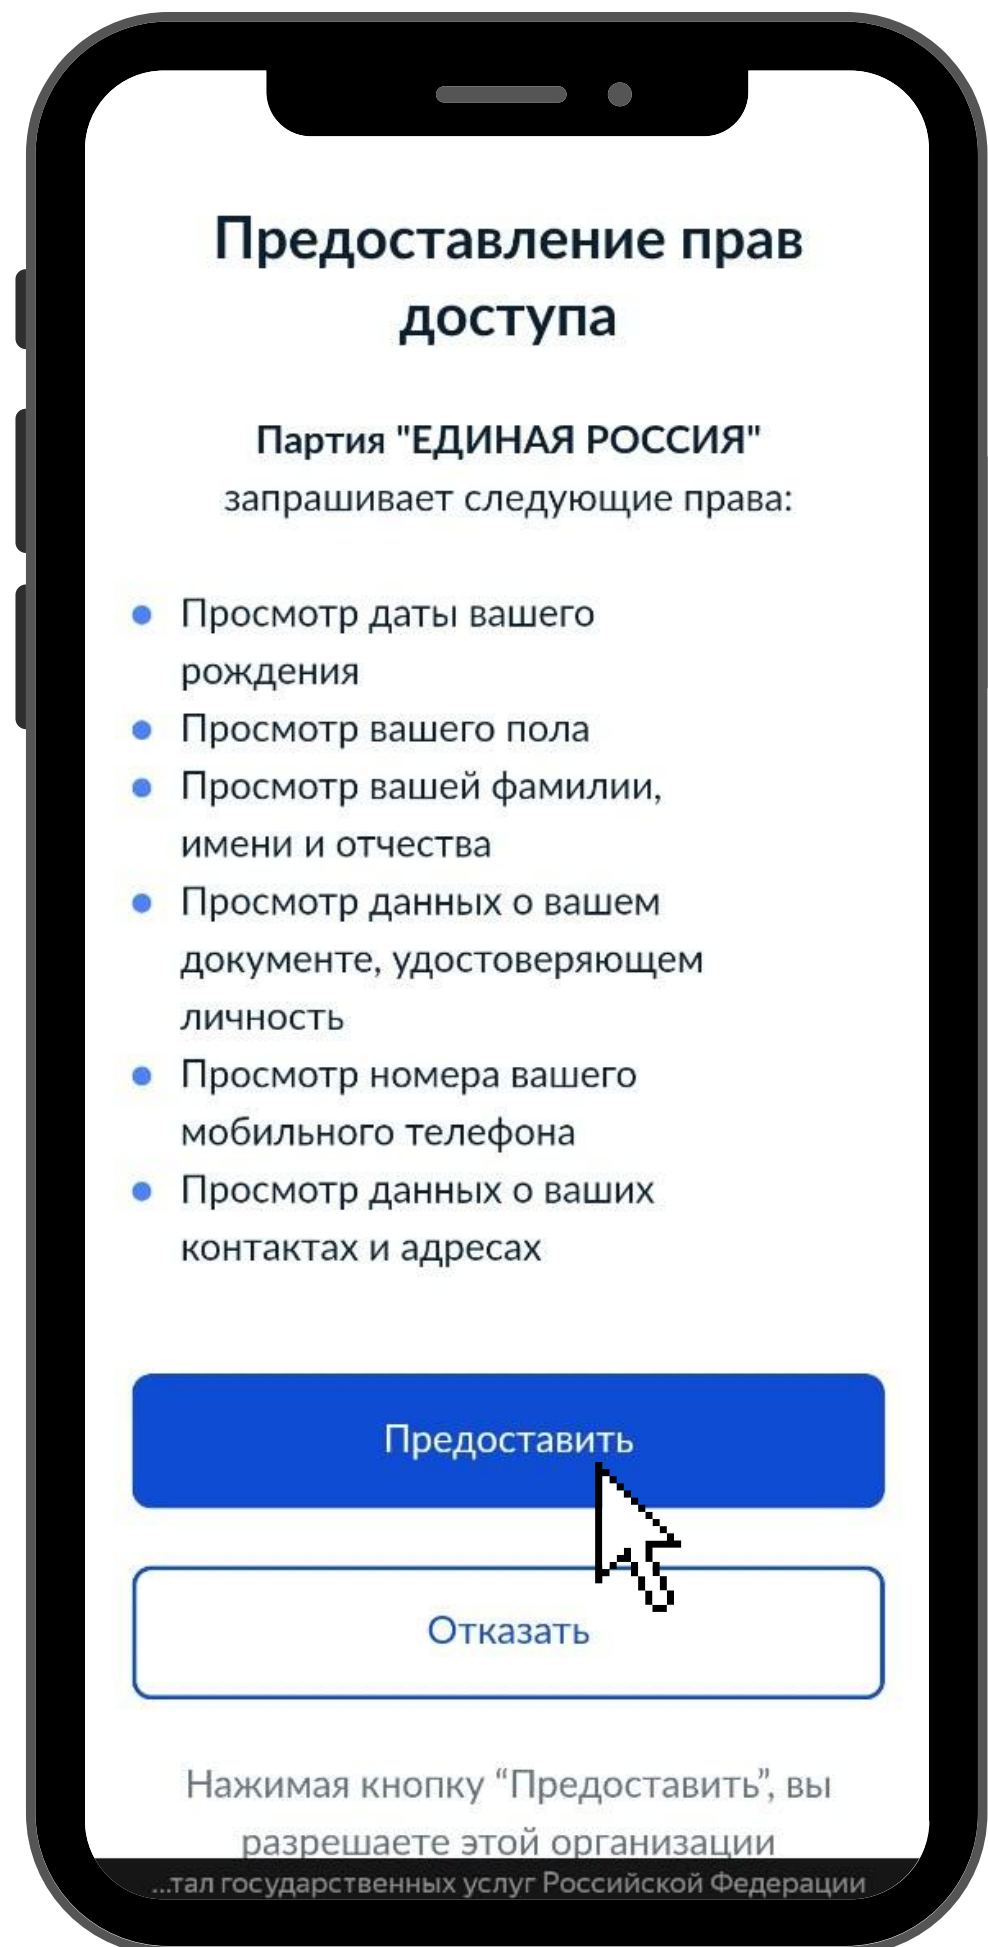 Предоставление прав
доступа
Партия "ЕДИНАЯ РОССИЯ"
запрашивает следующие права:
Просмотр даты вашего
рождения
Просмотр вашего пола
Просмотр вашей фамилии,
имени и отчества
Просмотр данных о вашем
документе, удостоверяющем
личность
Просмотр номера вашего
мобильного телефона
Просмотр данных о ваших
контактах и адресах
Предоставить
Отказать
Нажимая кнопку “Предоставить”, вы
разрешаете этой организации
...тал государственных услуг Российской Федерации